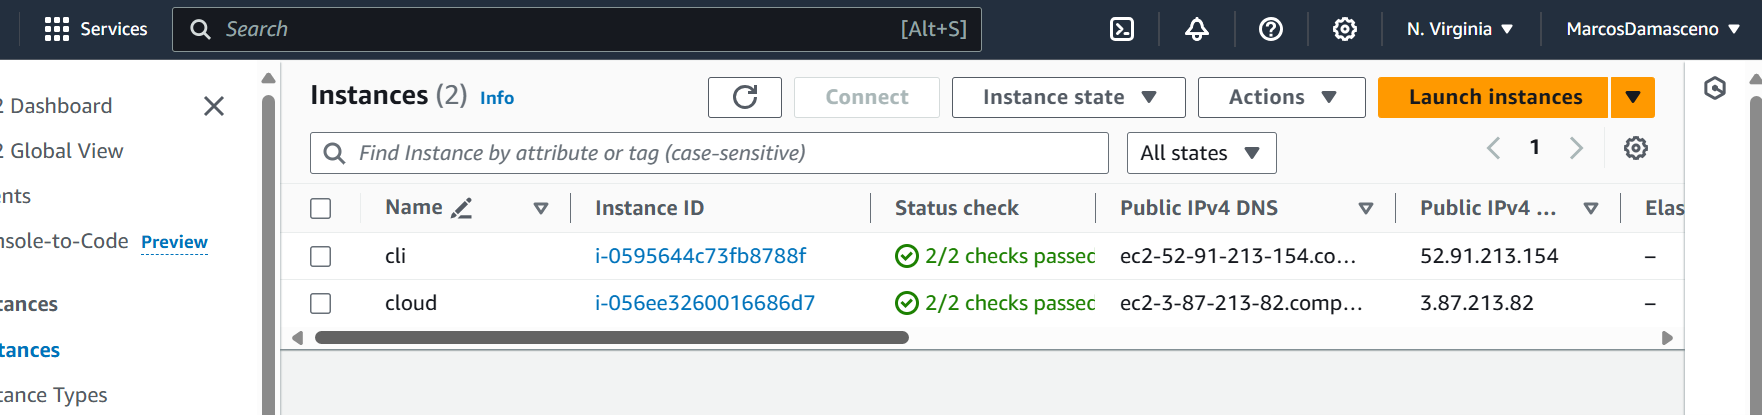 Services Search [Alt+S] N. Virginia MarcosDamasceno
2 Dashboard
2 Global View
ents
nsole-to-Code Preview
tances
tances
tance Types
Instances (2) Info Connect Instance state Actions Launch instances
Find Instance by attribute or tag (case-sensitive) All states 1
Name Instance ID Status check Public IPv4 DNS Public IPv4 ... Elas
cli i-0595644c73fb8788f 2/2 checks passed ec2-52-91-213-154.co... 52.91.213.154 –
cloud i-056ee3260016686d7 2/2 checks passed ec2-3-87-213-82.comp... 3.87.213.82 –